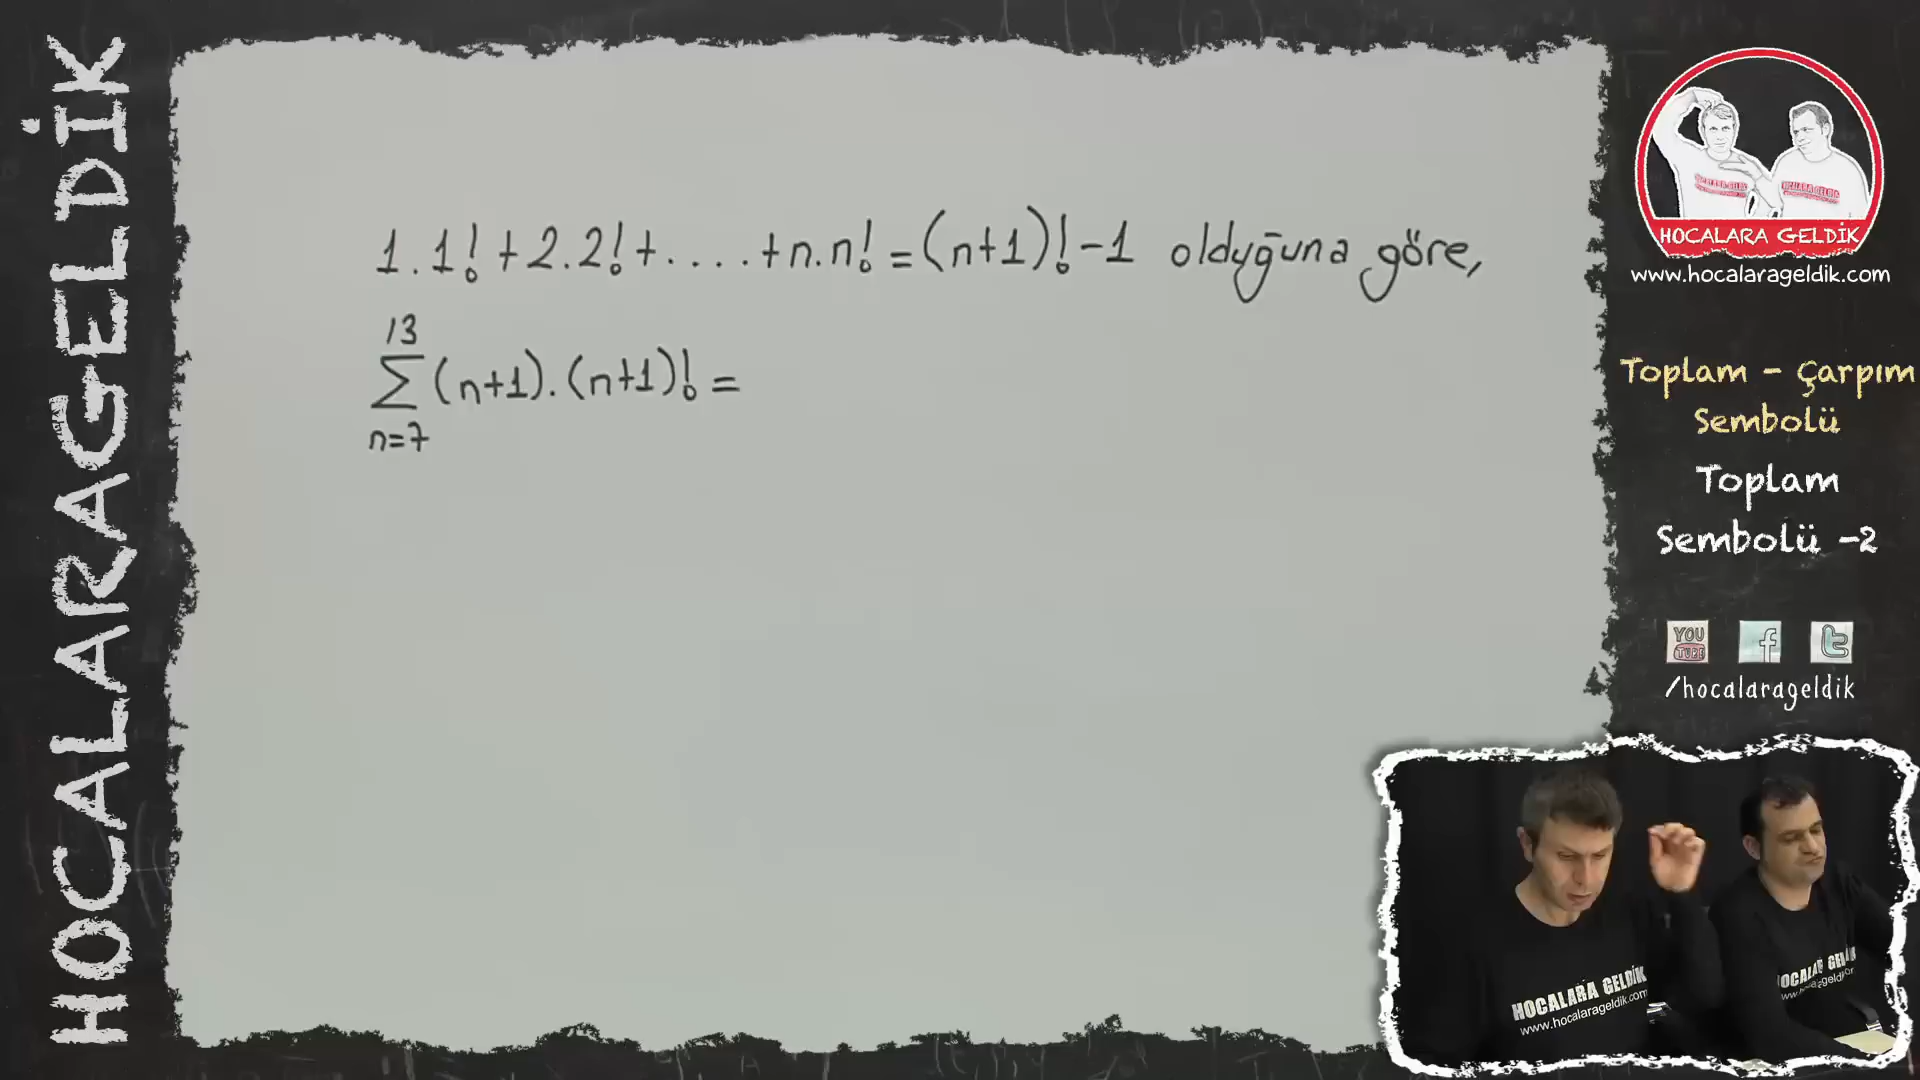 HOCALARAGELDİK
1.1!+2.2!+.....+n.n!=(n+1)!-1 olduğuna göre,
13
∑(n+1).(n+1)!=
n=7
HOCALARA GELDİK
www.hocalarageldik.com
Toplam - Çarpım
Sembolü
Toplam
Sembolü -2
YOU
TUBE
f
t
/hocalarageldik
HOCALARA GELDİK
www.hocalarageldik.com